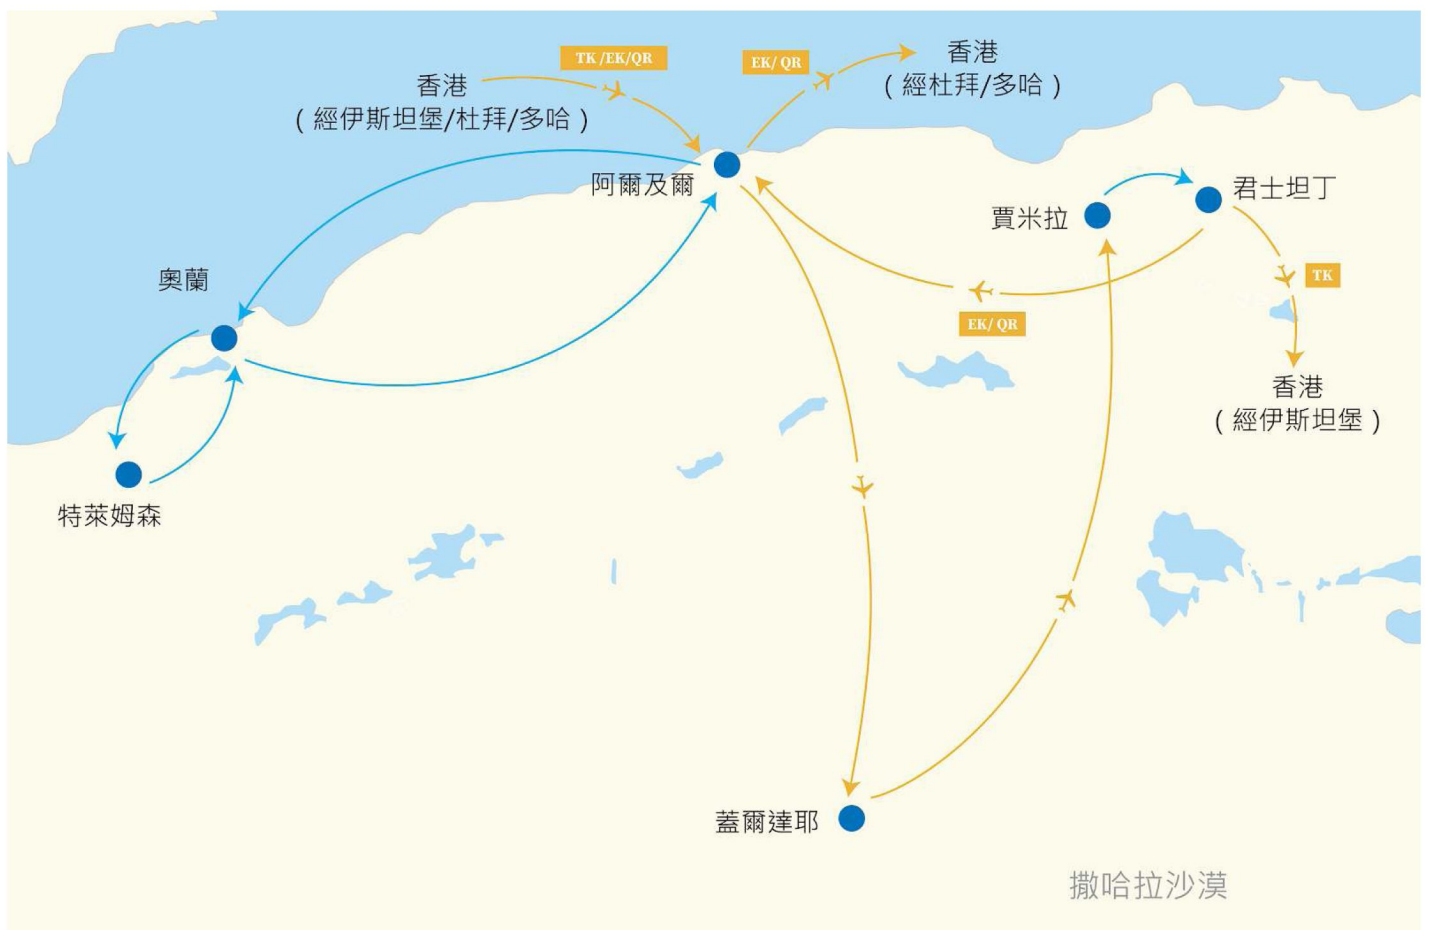 香港
(經杜拜/多哈)
EK/ QR
TK /EK/QR
香港
(經伊斯坦堡/杜拜/多哈)
阿爾及爾
君士坦丁
賈米拉
奧蘭
TK
EK/ QR
香港
(經伊斯坦堡)
特萊姆森
蓋爾達耶
撒哈拉沙漠